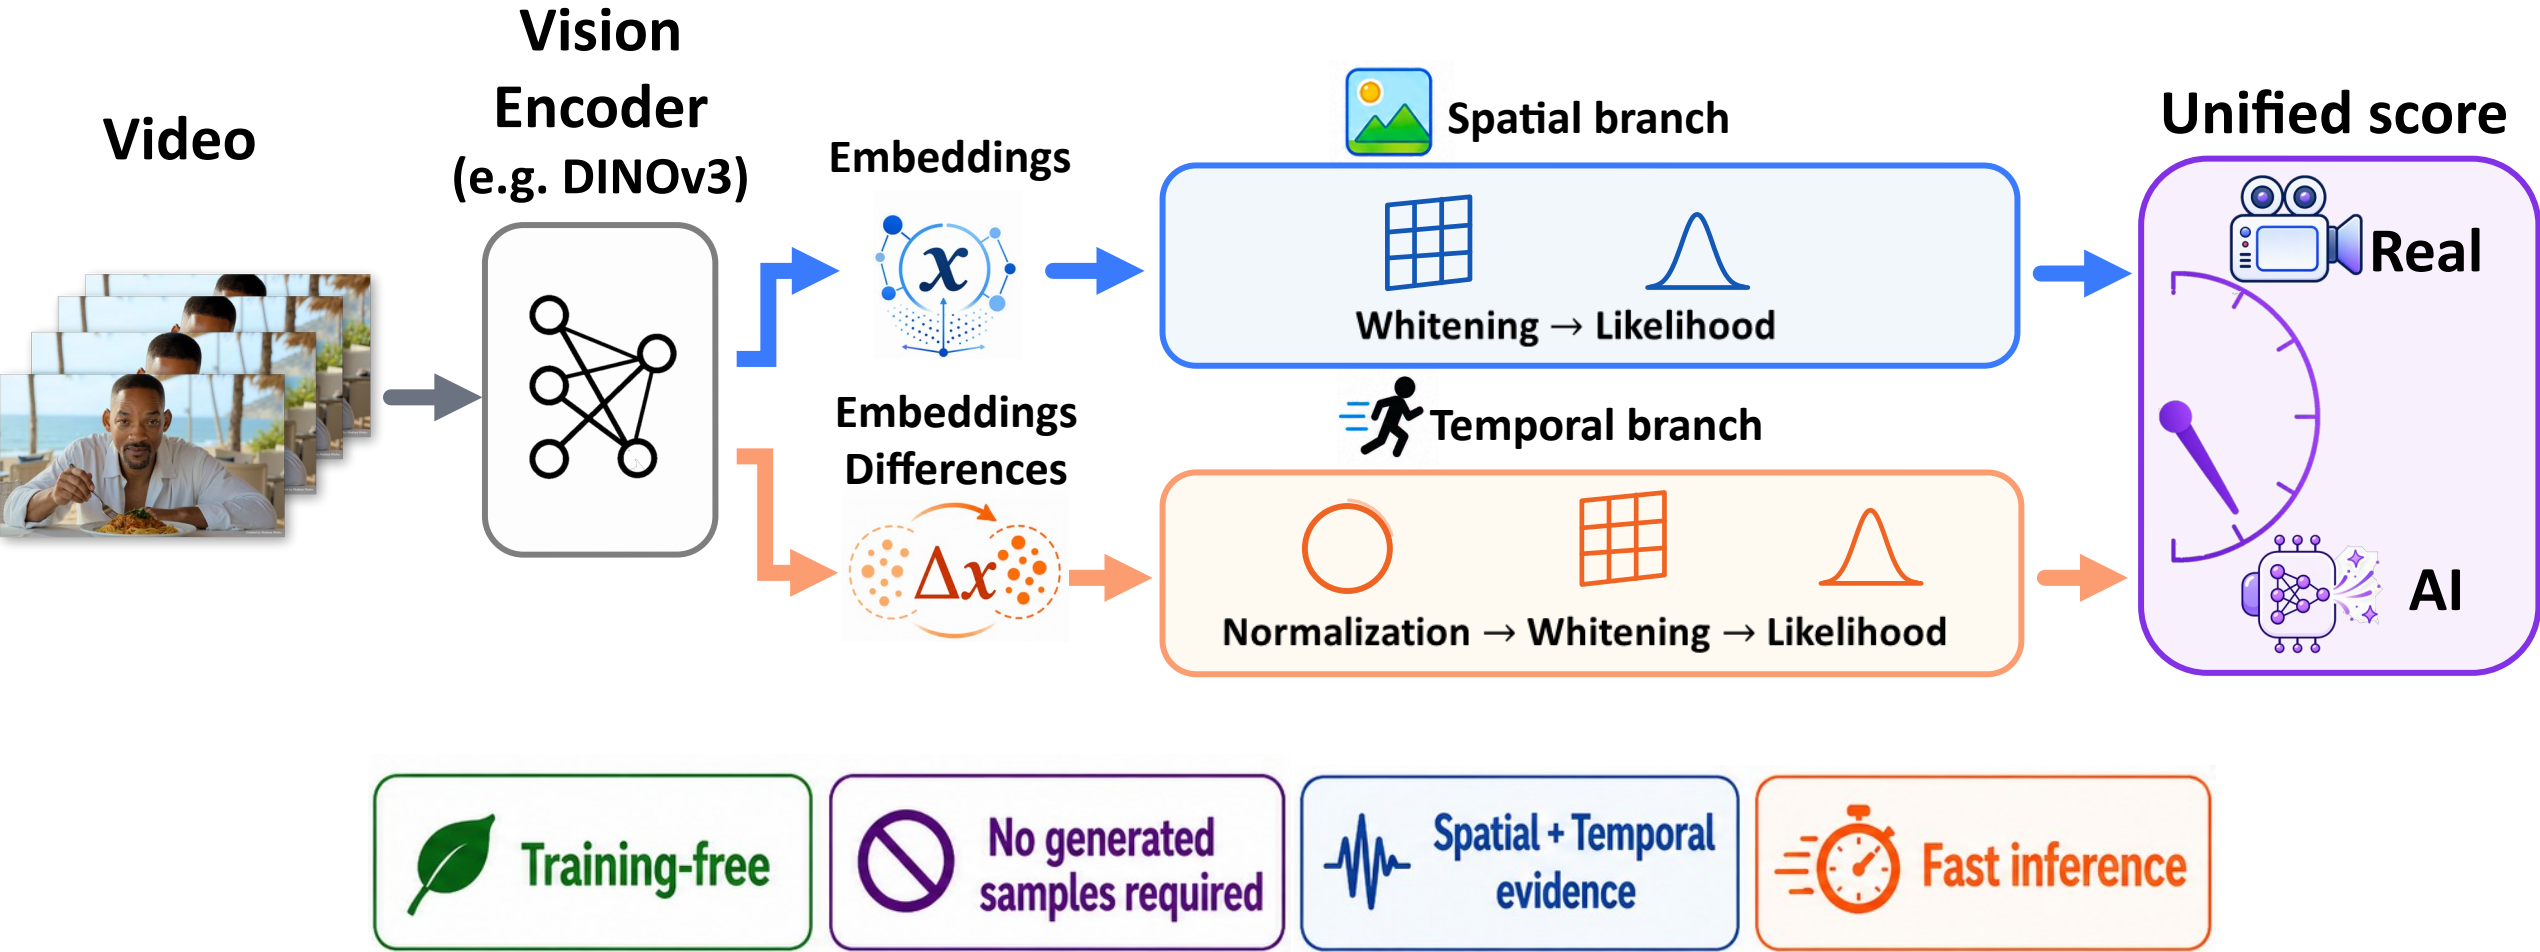 Video
Vision
Encoder
(e.g. DINOv3)
Embeddings
x
Embeddings
Differences
Δx
Spatial branch
Whitening → Likelihood
Temporal branch
Normalization → Whitening → Likelihood
Unified score
Real
AI
Training-free
No generated
samples required
Spatial + Temporal
evidence
Fast inference